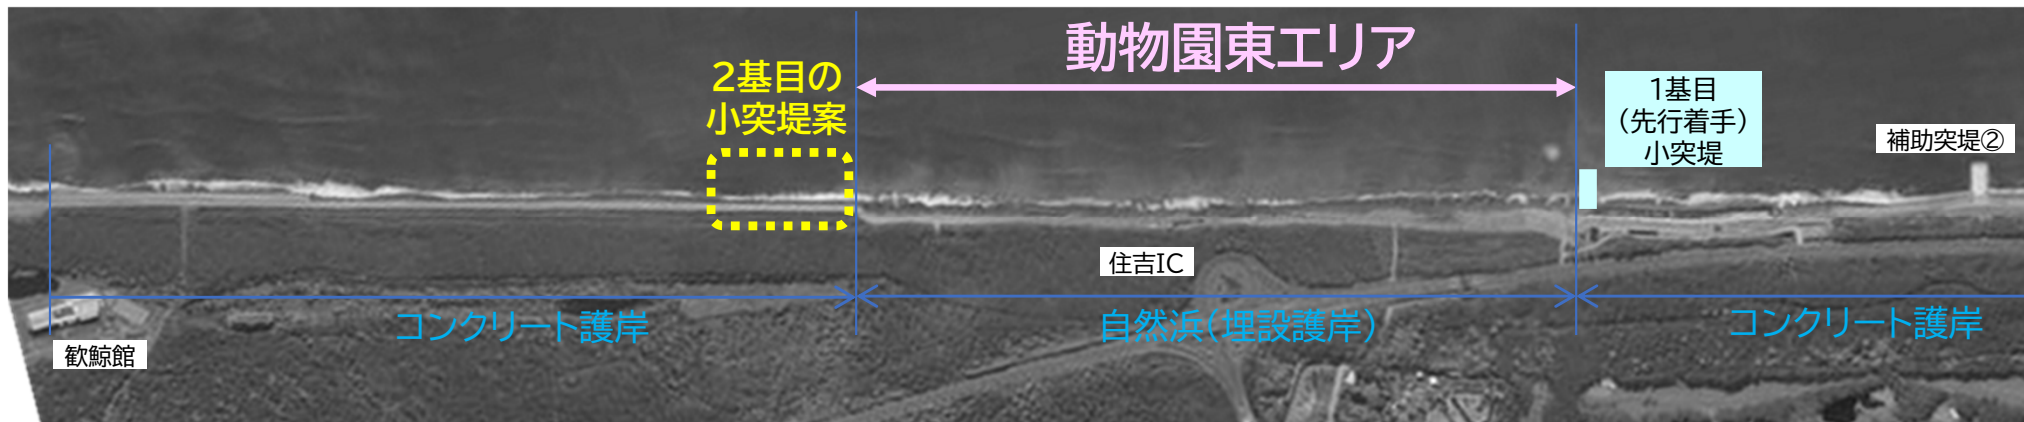 動物園東エリア
2基目の
小突堤案
1基目
(先行着手)
小突堤
補助突堤②
住吉IC
コンクリート護岸
自然浜(埋設護岸)
コンクリート護岸
歓鯨館